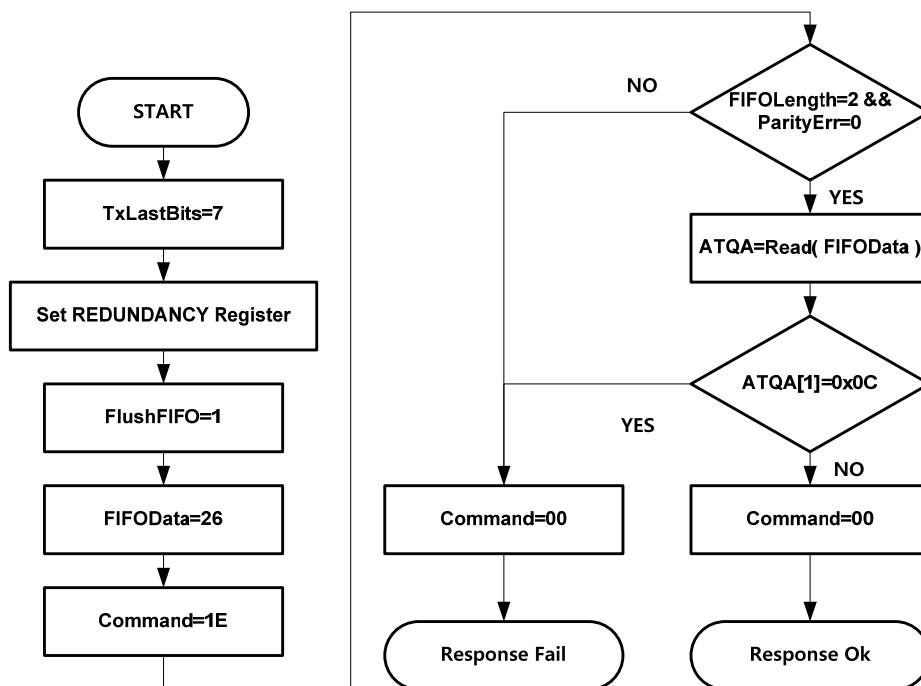 START
TxLastBits=7
Set REDUNDANCY Register
FlushFIFO=1
FIFOData=26
Command=1E
FIFOLength=2 &&
ParityErr=0
NO
YES
ATQA=Read( FIFOData )
ATQA[1]=0x0C
YES
NO
Command=00
Command=00
Response Fail
Response Ok